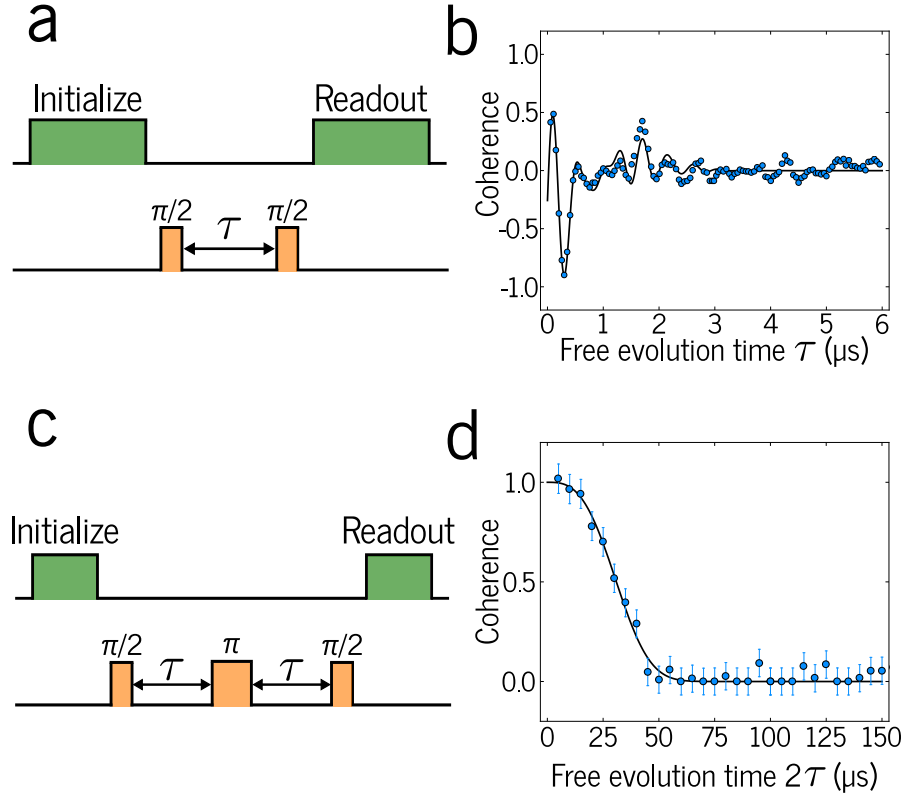 a
Initialize
Readout
π/2
τ
π/2
b
Coherence
1.0
0.5
0.0
-0.5
-1.0
0 1 2 3 4 5 6
Free evolution time τ (μs)
c
Initialize
Readout
π/2
τ
π
τ
π/2
d
Coherence
1.0
0.5
0.0
0 25 50 75 100 125 150
Free evolution time 2τ (μs)